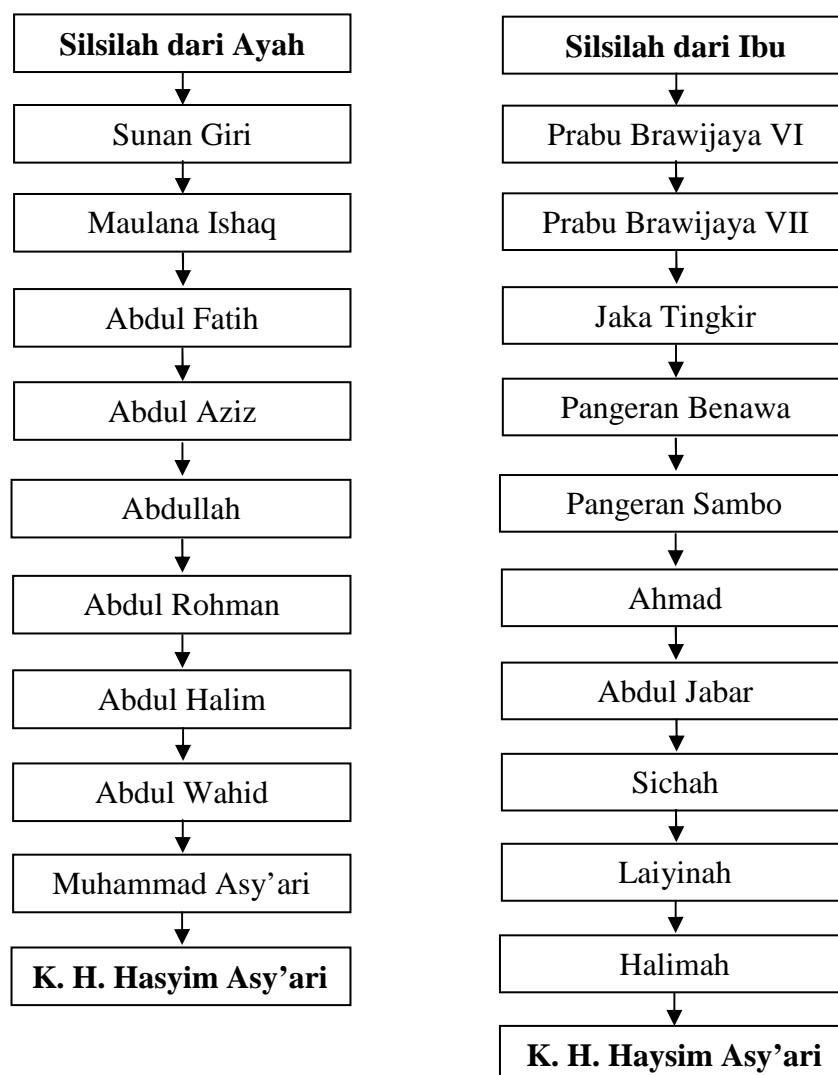 Silsilah dari Ayah
Sunan Giri
Maulana Ishaq
Abdul Fatih
Abdul Aziz
Abdullah
Abdul Rohman
Abdul Halim
Abdul Wahid
Muhammad Asy’ari
K. H. Hasyim Asy’ari
Silsilah dari Ibu
Prabu Brawijaya VI
Prabu Brawijaya VII
Jaka Tingkir
Pangeran Benawa
Pangeran Sambo
Ahmad
Abdul Jabar
Sichah
Laiyinah
Halimah
K. H. Haysim Asy’ari